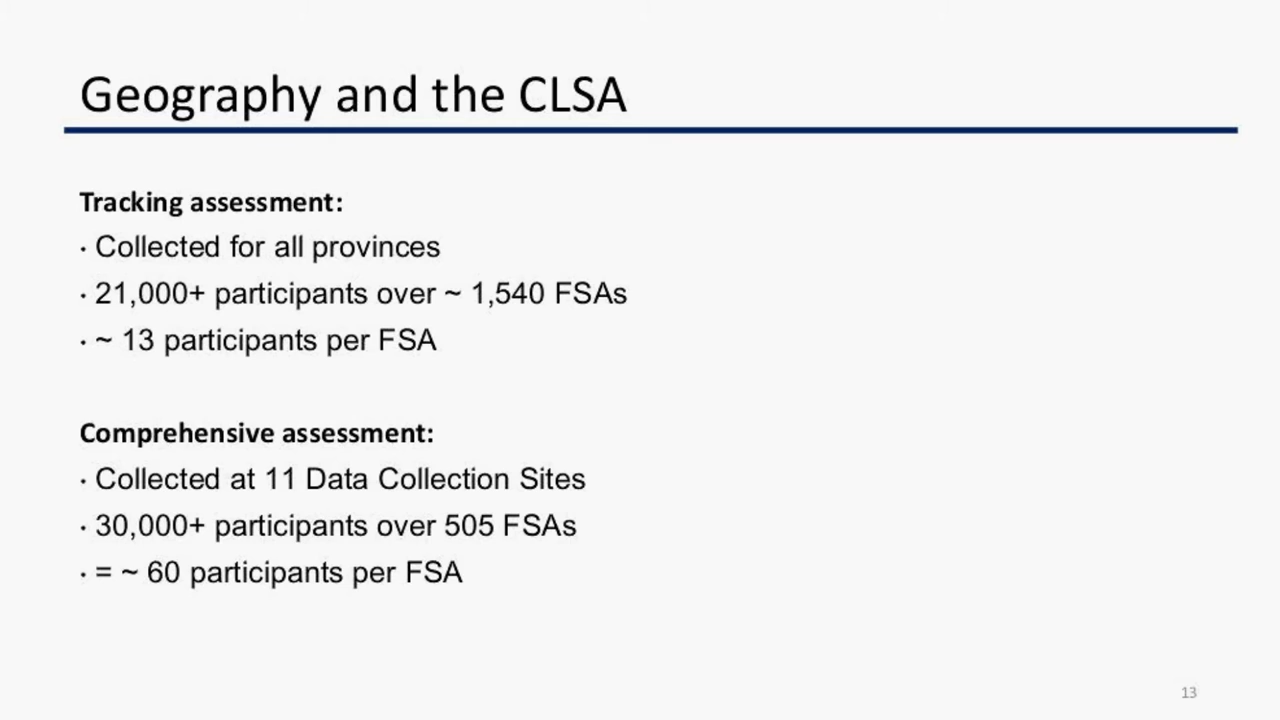 Geography and the CLSA
Tracking assessment:
· Collected for all provinces
· 21,000+ participants over ~ 1,540 FSAs
· ~ 13 participants per FSA
Comprehensive assessment:
· Collected at 11 Data Collection Sites
· 30,000+ participants over 505 FSAs
· = ~ 60 participants per FSA
13